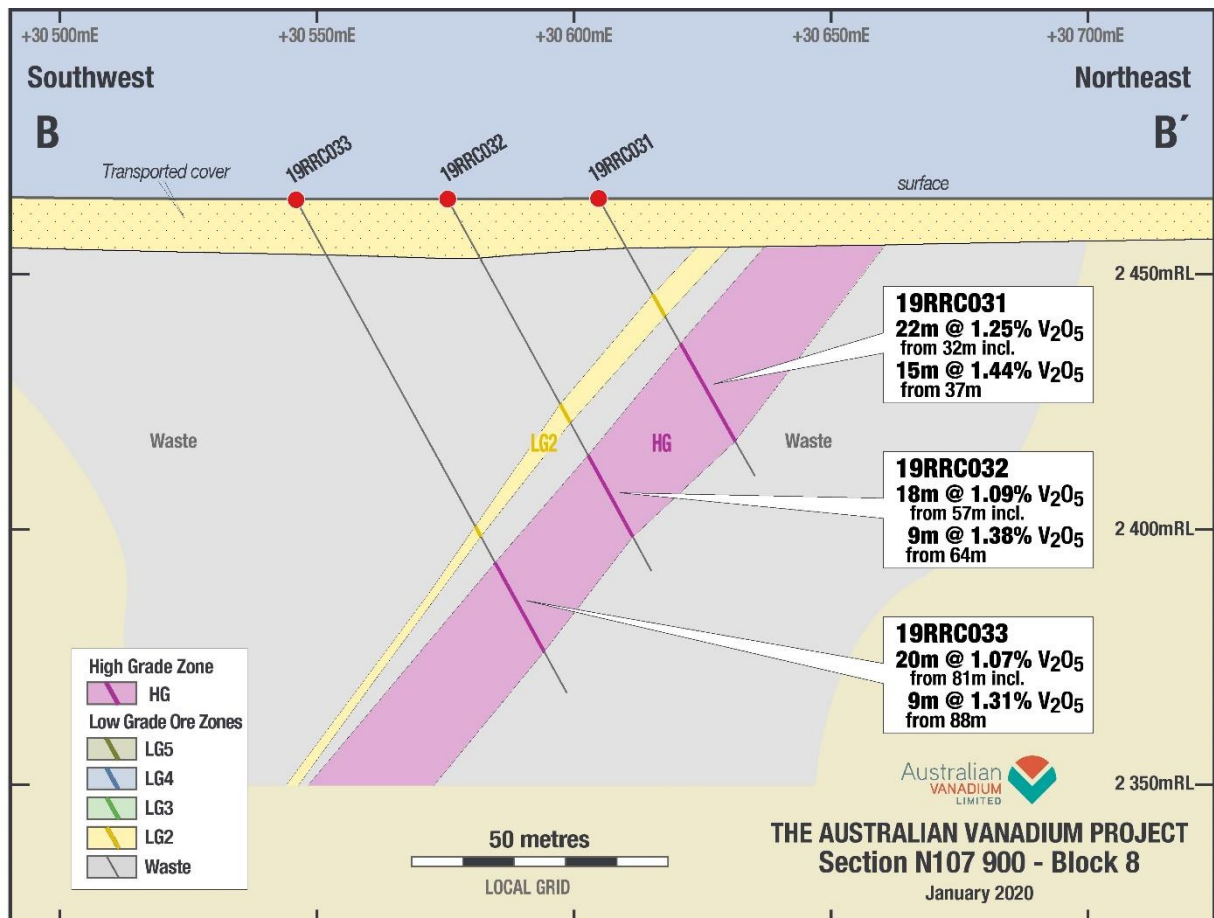 +30 500mE
+30 550mE
+30 600mE
+30 650mE
+30 700mE
Southwest
Northeast
B
B´
Transported cover
19RRC033
19RRC032
19RRC031
surface
2 450mRL
19RRC031
22m @ 1.25% V₂O₅
from 32m incl.
15m @ 1.44% V₂O₅
from 37m
Waste
LG2
HG
Waste
19RRC032
18m @ 1.09% V₂O₅
from 57m incl.
9m @ 1.38% V₂O₅
from 64m
2 400mRL
19RRC033
20m @ 1.07% V₂O₅
from 81m incl.
9m @ 1.31% V₂O₅
from 88m
High Grade Zone
HG
Low Grade Ore Zones
LG5
LG4
LG3
LG2
Waste
2 350mRL
Australian
VANADIUM
LIMITED
50 metres
LOCAL GRID
THE AUSTRALIAN VANADIUM PROJECT
Section N107 900 - Block 8
January 2020